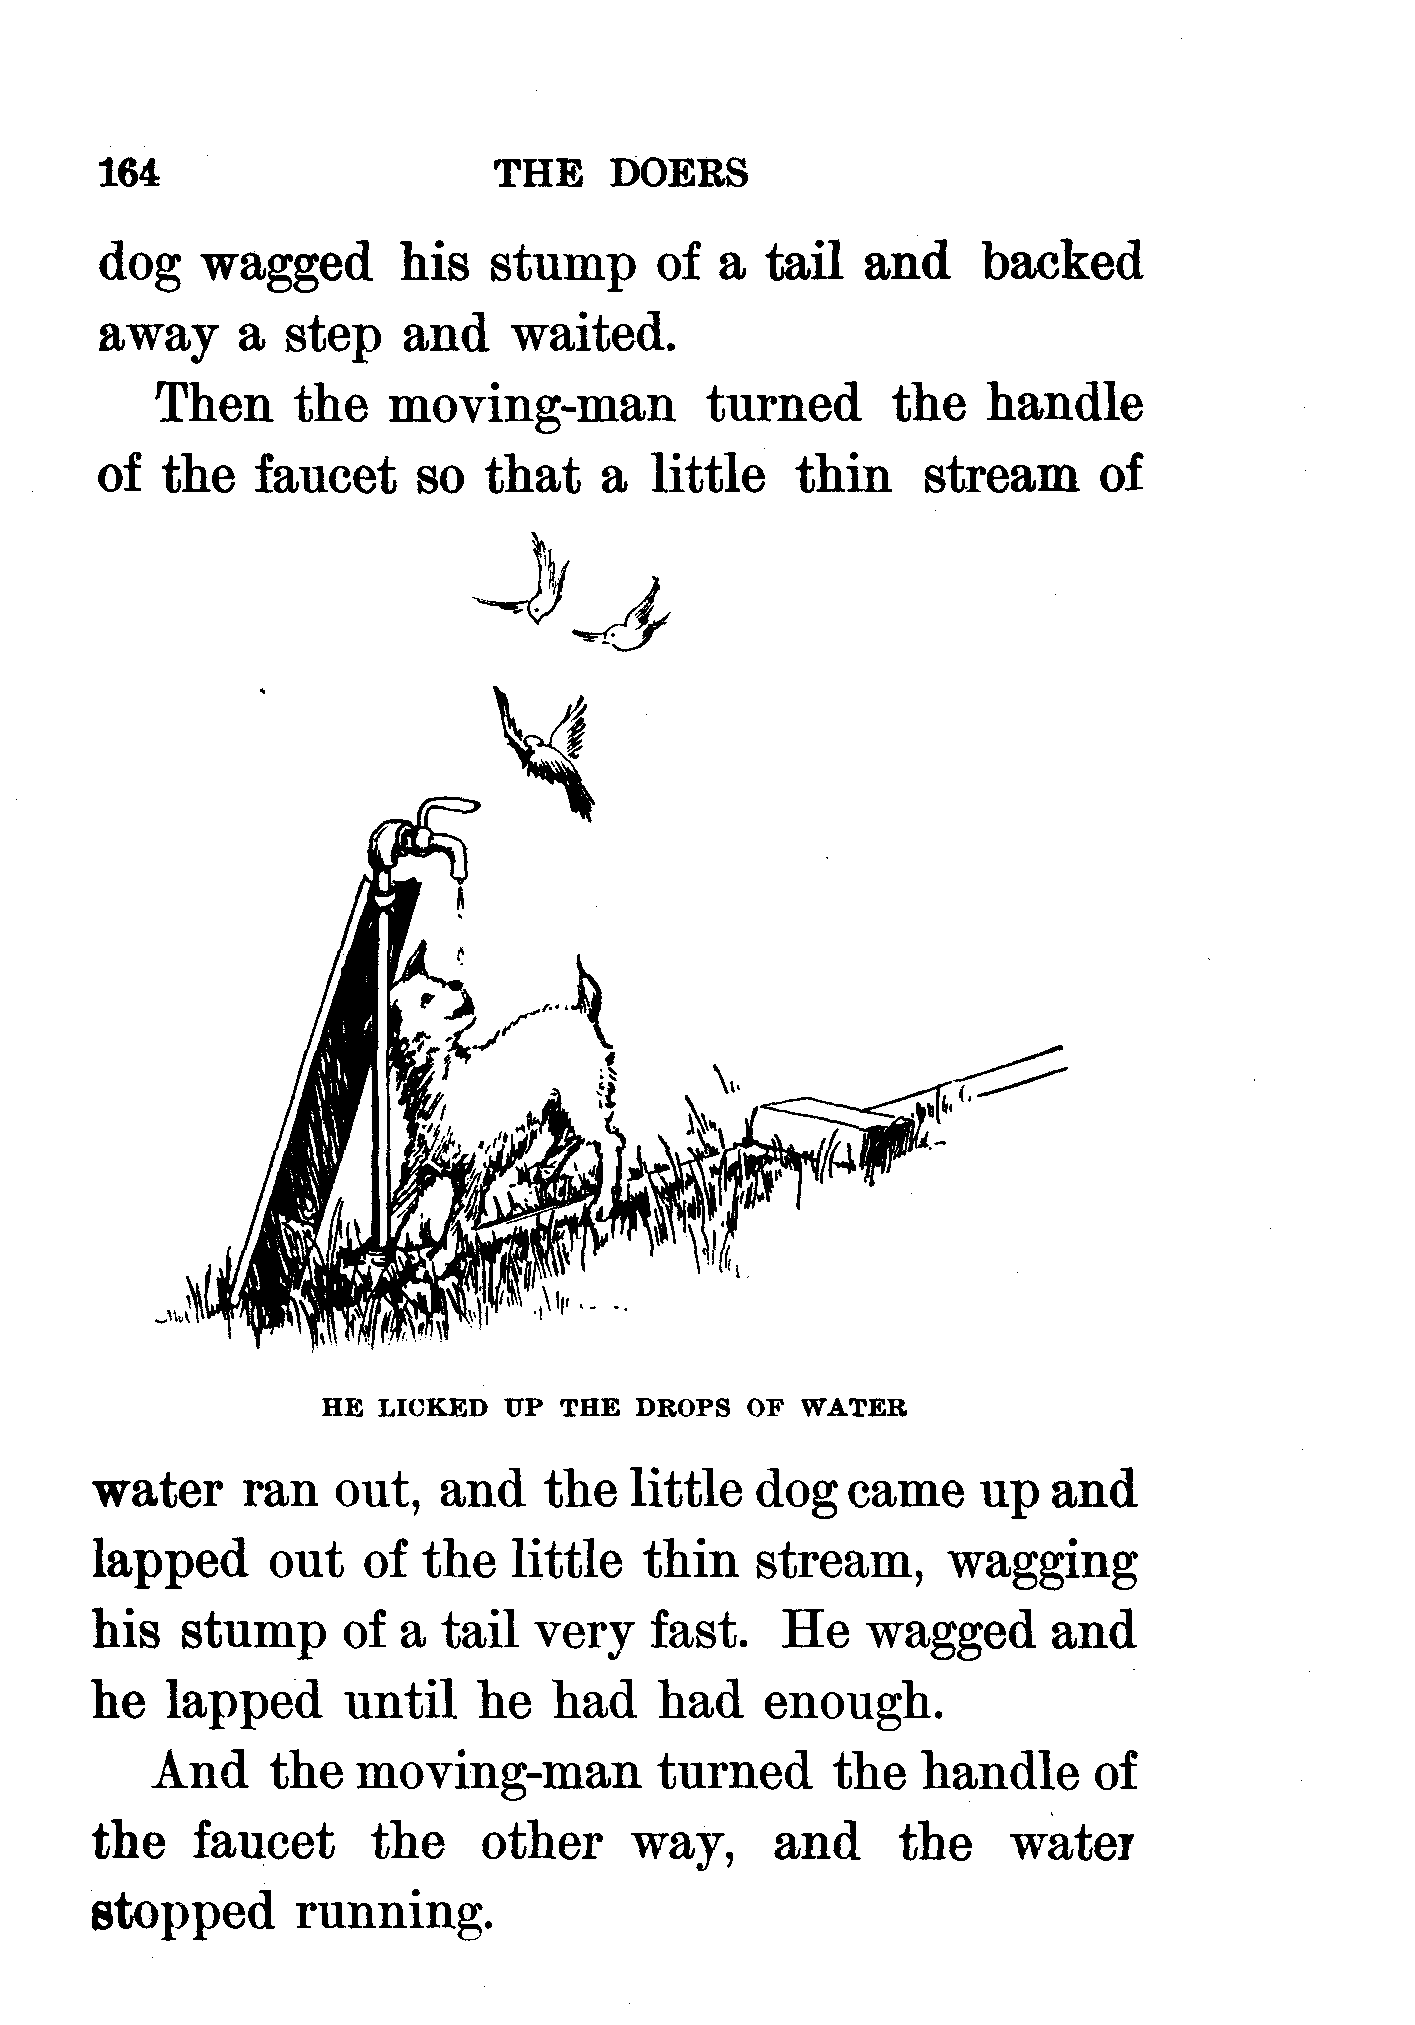 164 THE DOERS
dog wagged his stump of a tail and backed
away a step and waited.
Then the moving-man turned the handle
of the faucet so that a little thin stream of
HE LICKED UP THE DROPS OF WATER
water ran out, and the little dog came up and
lapped out of the little thin stream, wagging
his stump of a tail very fast. He wagged and
he lapped until he had had enough.
And the moving-man turned the handle of
the faucet the other way, and the water
stopped running.